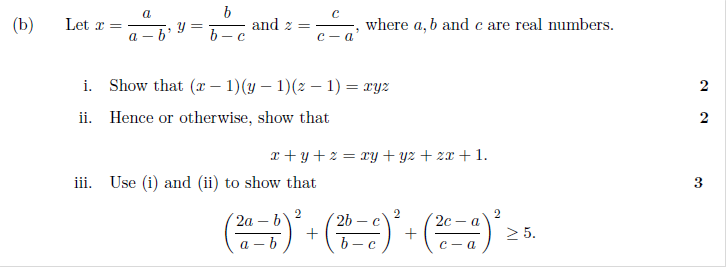 (b) Let x = a/(a − b), y = b/(b − c) and z = c/(c − a), where a, b and c are real numbers.
i. Show that (x − 1)(y − 1)(z − 1) = xyz 2
ii. Hence or otherwise, show that 2
x + y + z = xy + yz + zx + 1.
iii. Use (i) and (ii) to show that 3
((2a − b)/(a − b))² + ((2b − c)/(b − c))² + ((2c − a)/(c − a))² ≥ 5.